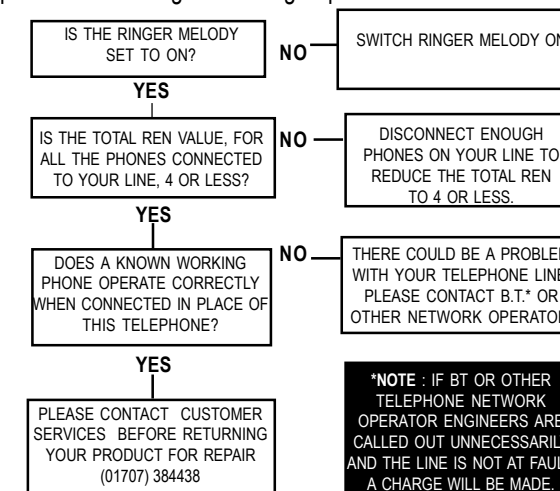 IS THE RINGER MELODY
SET TO ON?
NO
SWITCH RINGER MELODY ON
YES
IS THE TOTAL REN VALUE, FOR
ALL THE PHONES CONNECTED
TO YOUR LINE, 4 OR LESS?
NO
DISCONNECT ENOUGH
PHONES ON YOUR LINE TO
REDUCE THE TOTAL REN
TO 4 OR LESS.
YES
DOES A KNOWN WORKING
PHONE OPERATE CORRECTLY
WHEN CONNECTED IN PLACE OF
THIS TELEPHONE?
NO
THERE COULD BE A PROBLEM
WITH YOUR TELEPHONE LINE
PLEASE CONTACT B.T.* OR
OTHER NETWORK OPERATOR
YES
PLEASE CONTACT CUSTOMER
SERVICES BEFORE RETURNING
YOUR PRODUCT FOR REPAIR
(01707) 384438
*NOTE : IF BT OR OTHER
TELEPHONE NETWORK
OPERATOR ENGINEERS ARE
CALLED OUT UNNECESSARIL
AND THE LINE IS NOT AT FAUL
A CHARGE WILL BE MADE.